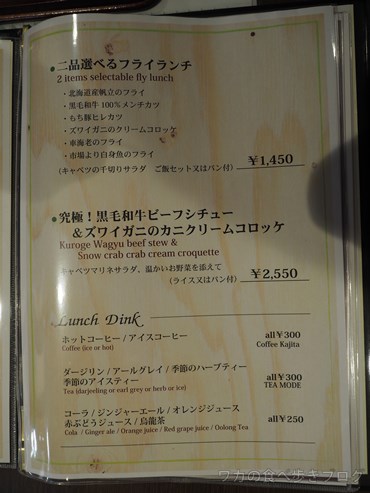 二品選べるフライランチ
2 items selectable fly lunch
・北海道産帆立のフライ
・黒毛和牛100%メンチカツ
・もち豚ヒレカツ
・ズワイガニのクリームコロッケ
・車海老のフライ
・市場より白身魚のフライ
(キャベツの千切りサラダ ご飯セット又はパン付) ¥1,450
究極!黒毛和牛ビーフシチュー
&ズワイガニのカニクリームコロッケ
Kuroge Wagyu beef stew &
Snow crab crab cream croquette
キャベツマリネサラダ、温かいお野菜を添えて
(ライス又はパン付) ¥2,550
Lunch Dink
ホットコーヒー / アイスコーヒー all¥300
Coffee (ice or hot) Coffee Kajita
ダージリン / アールグレイ / 季節のハーブティー
季節のアイスティー all¥300
Tea (darjeeling or earl grey or herb or ice) TEA MODE
コーラ / ジンジャーエール / オレンジジュース
赤ぶどうジュース / 烏龍茶 all¥250
Cola / Ginger ale / Orange juice / Red grape juice / Oolong Tea
ワカの食べ歩きブログ